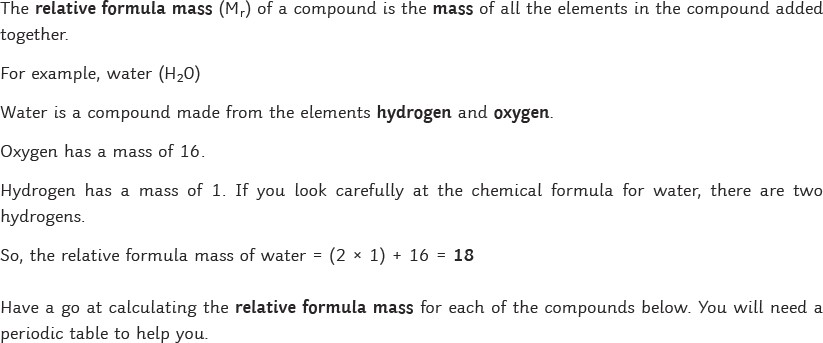 The relative formula mass (Mᵣ) of a compound is the mass of all the elements in the compound added
together.
For example, water (H₂O)
Water is a compound made from the elements hydrogen and oxygen.
Oxygen has a mass of 16.
Hydrogen has a mass of 1. If you look carefully at the chemical formula for water, there are two
hydrogens.
So, the relative formula mass of water = (2 × 1) + 16 = 18
Have a go at calculating the relative formula mass for each of the compounds below. You will need a
periodic table to help you.